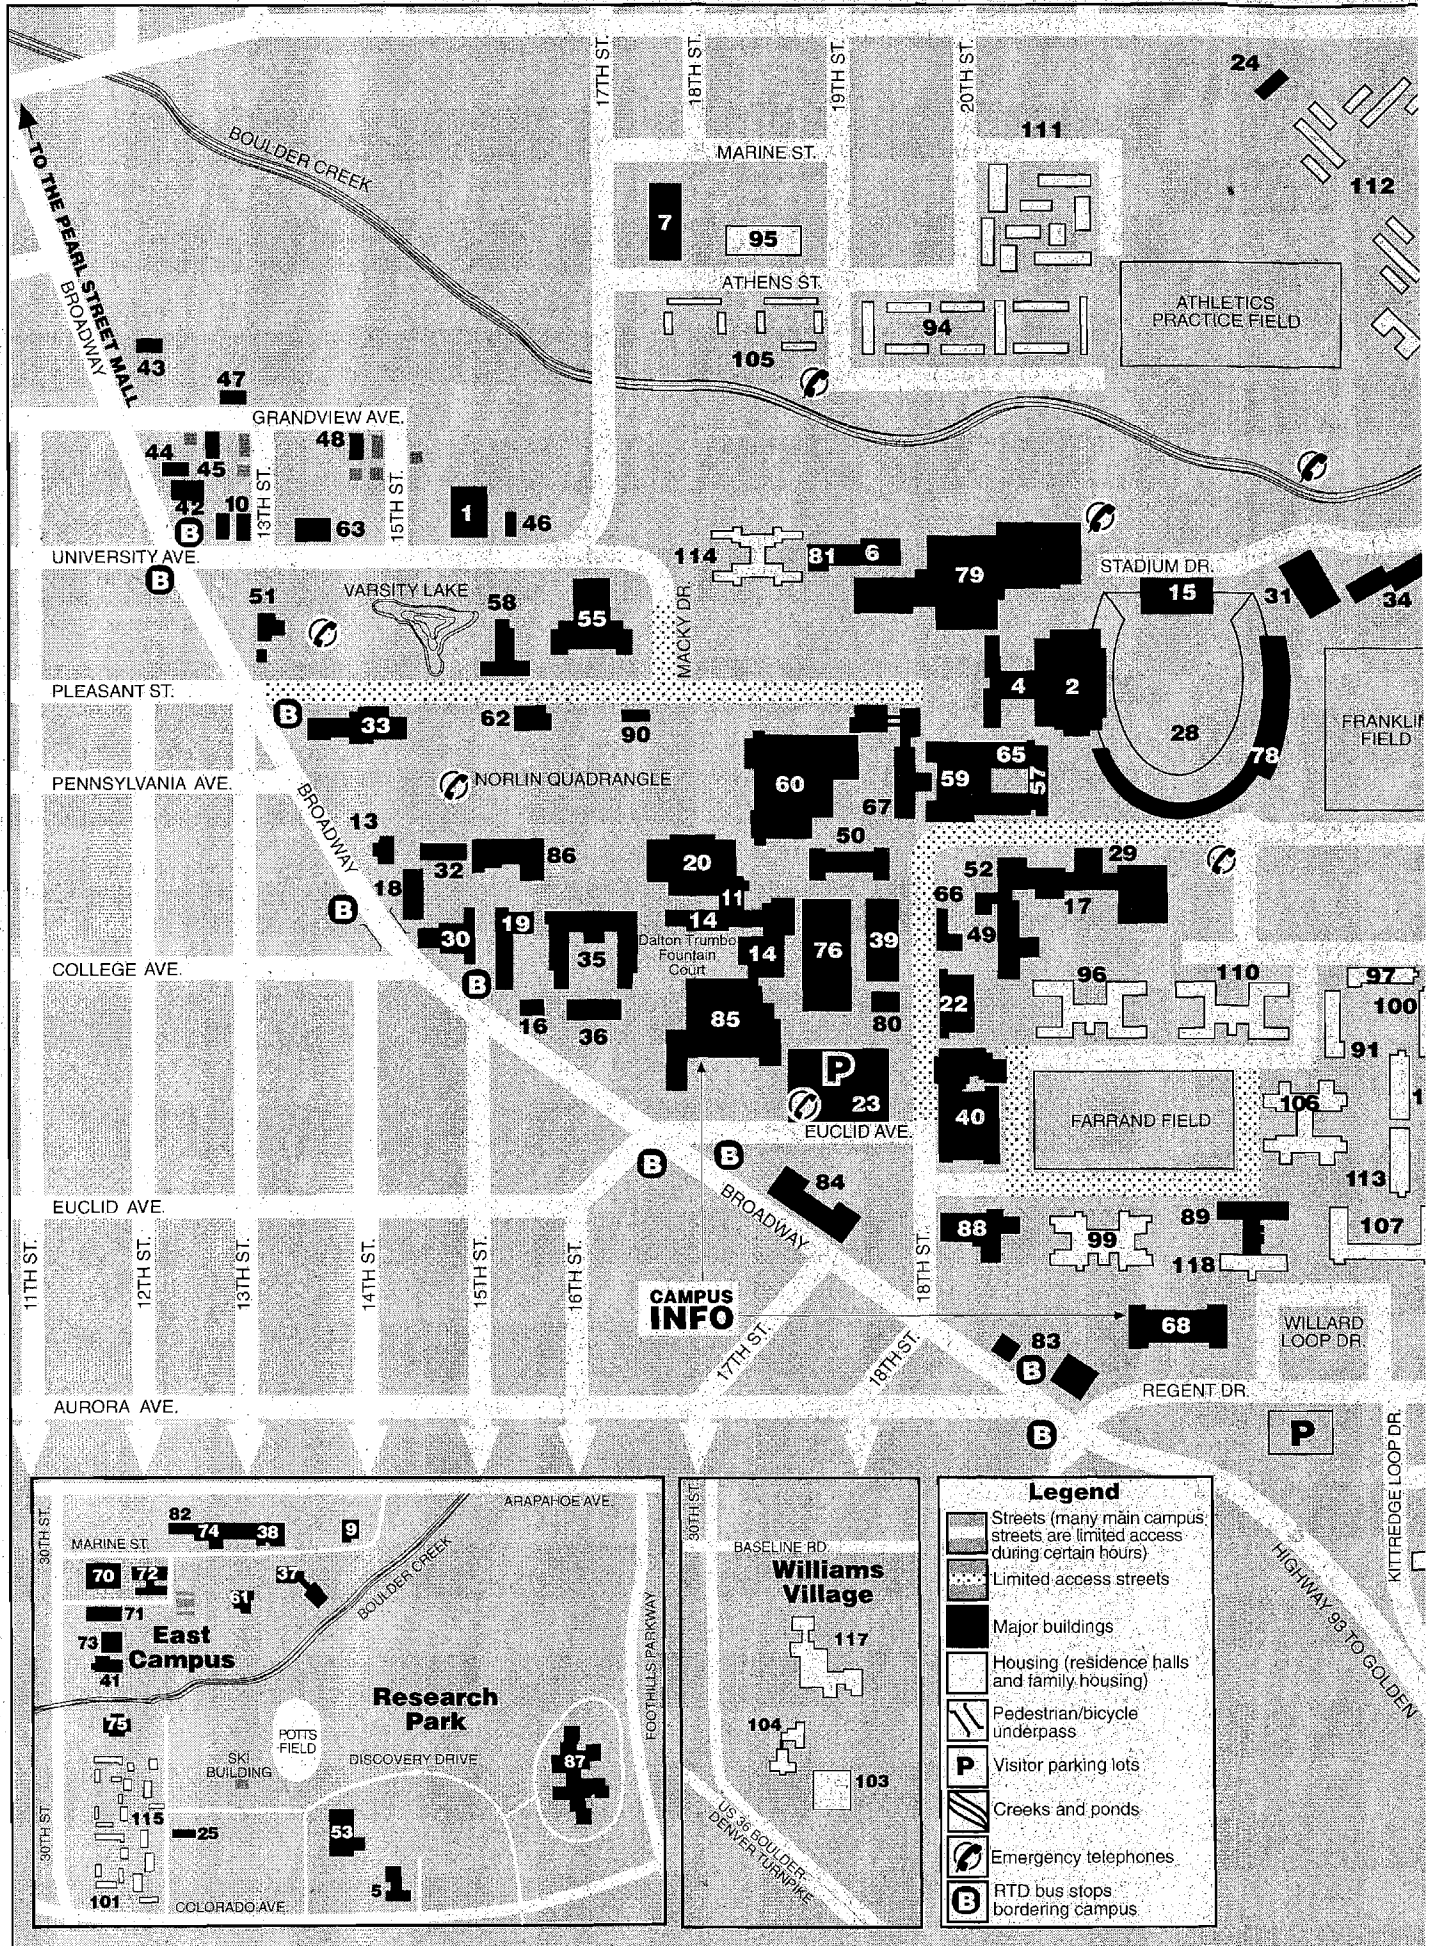 17TH ST.
18TH ST.
19TH ST.
20TH ST.
24
111
MARINE ST.
112
BOULDER CREEK
TO THE PEARL STREET MALL
BROADWAY
7
95
ATHENS ST.
ATHLETICS
PRACTICE FIELD
94
105
43
47
GRANDVIEW AVE.
44
45
48
42
10
13TH ST.
63
15TH ST.
1
46
B
UNIVERSITY AVE.
B
114
81
6
79
STADIUM DR.
15
31
34
51
VARSITY LAKE
58
55
MACKY DR.
4
2
PLEASANT ST.
B
33
62
90
28
FRANKLIN
FIELD
78
65
59
57
60
67
PENNSYLVANIA AVE.
NORLIN QUADRANGLE
BROADWAY
13
32
86
18
20
50
52
29
11
66
17
B
30
19
35
14
Dalton Trumbo
Fountain
Court
14
76
39
49
COLLEGE AVE.
B
96
110
97
100
16
36
85
80
22
91
P
23
40
FARRAND FIELD
106
1
EUCLID AVE.
B
B
84
113
EUCLID AVE.
BROADWAY
88
99
89
107
118
11TH ST.
12TH ST.
13TH ST.
14TH ST.
15TH ST.
16TH ST.
18TH ST.
CAMPUS
INFO
68
WILLARD
LOOP DR.
17TH ST.
18TH ST.
83
B
REGENT DR.
AURORA AVE.
B
P
KITTREDGE LOOP DR.
HIGHWAY 93 TO GOLDEN
30TH ST.
ARAPAHOE AVE.
82
74
38
9
MARINE ST.
70
72
37
61
BOULDER CREEK
71
73
East
Campus
41
75
Research
Park
FOOTHILLS PARKWAY
POTTS
FIELD
SKI
BUILDING
DISCOVERY DRIVE
87
30TH ST.
115
25
53
5
101
COLORADO AVE.
30TH ST.
BASELINE RD.
Williams
Village
117
104
103
US 36 BOULDER
DENVER TURNPIKE
Legend
Streets (many main campus
streets are limited access
during certain hours)
Limited access streets
Major buildings
Housing (residence halls
and family housing)
Pedestrian/bicycle
underpass
P
Visitor parking lots
Creeks and ponds
Emergency telephones
B
RTD bus stops
bordering campus